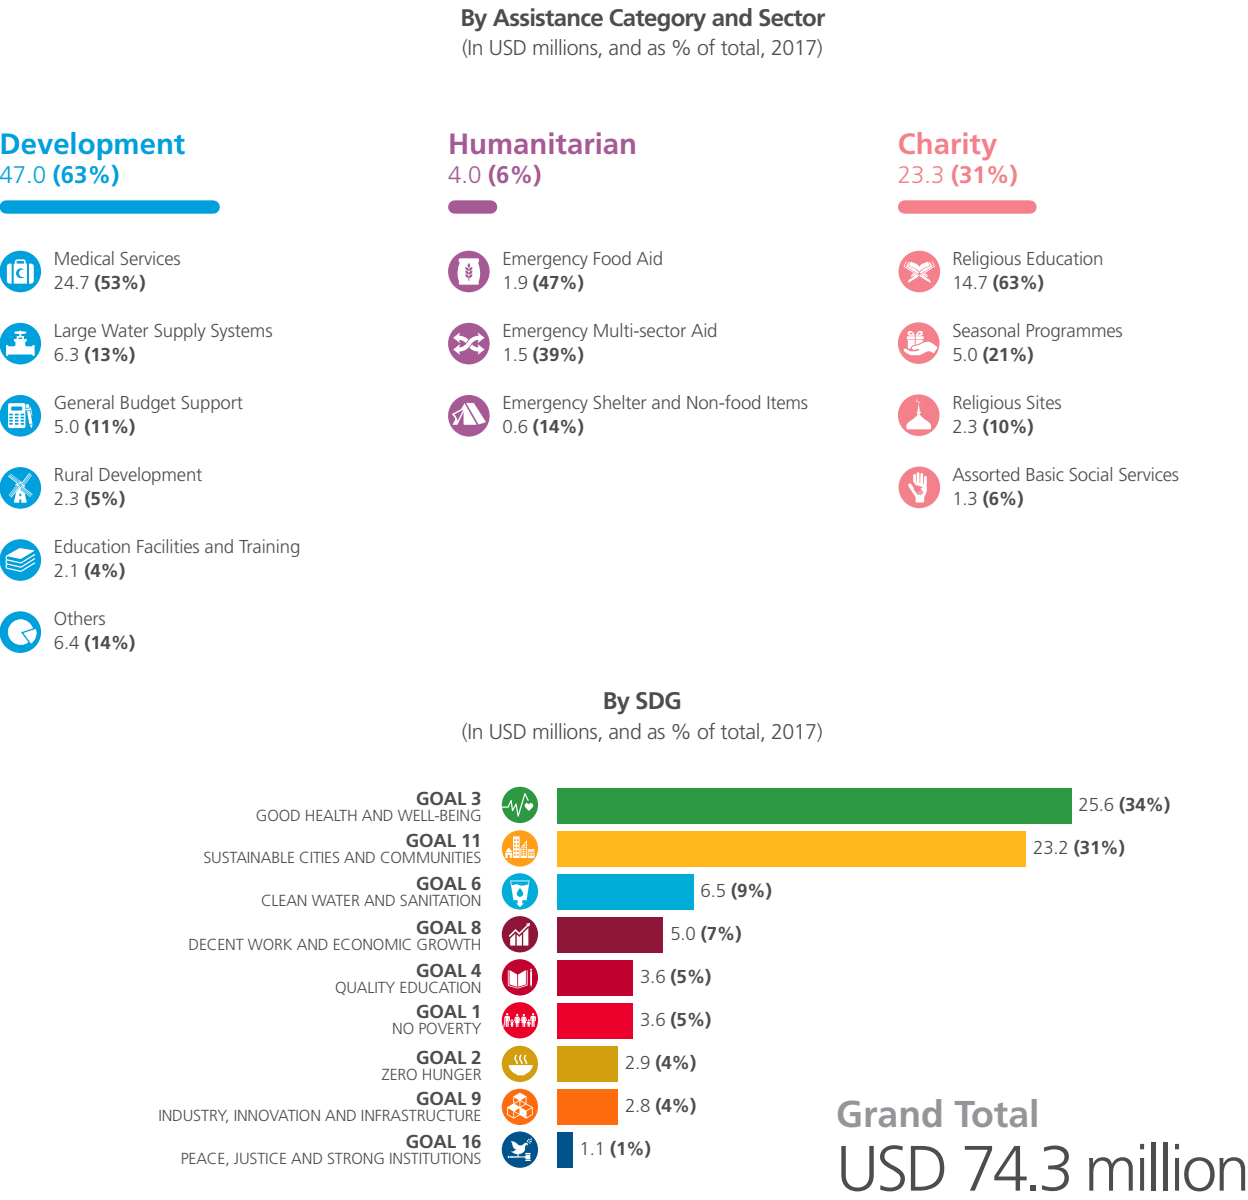 By Assistance Category and Sector
(In USD millions, and as % of total, 2017)
Development
47.0 (63%)
Medical Services
24.7 (53%)
Large Water Supply Systems
6.3 (13%)
General Budget Support
5.0 (11%)
Rural Development
2.3 (5%)
Education Facilities and Training
2.1 (4%)
Others
6.4 (14%)
Humanitarian
4.0 (6%)
Emergency Food Aid
1.9 (47%)
Emergency Multi-sector Aid
1.5 (39%)
Emergency Shelter and Non-food Items
0.6 (14%)
Charity
23.3 (31%)
Religious Education
14.7 (63%)
Seasonal Programmes
5.0 (21%)
Religious Sites
2.3 (10%)
Assorted Basic Social Services
1.3 (6%)
By SDG
(In USD millions, and as % of total, 2017)
GOAL 3
GOOD HEALTH AND WELL-BEING
25.6 (34%)
GOAL 11
SUSTAINABLE CITIES AND COMMUNITIES
23.2 (31%)
GOAL 6
CLEAN WATER AND SANITATION
6.5 (9%)
GOAL 8
DECENT WORK AND ECONOMIC GROWTH
5.0 (7%)
GOAL 4
QUALITY EDUCATION
3.6 (5%)
GOAL 1
NO POVERTY
3.6 (5%)
GOAL 2
ZERO HUNGER
2.9 (4%)
GOAL 9
INDUSTRY, INNOVATION AND INFRASTRUCTURE
2.8 (4%)
GOAL 16
PEACE, JUSTICE AND STRONG INSTITUTIONS
1.1 (1%)
Grand Total
USD 74.3 million